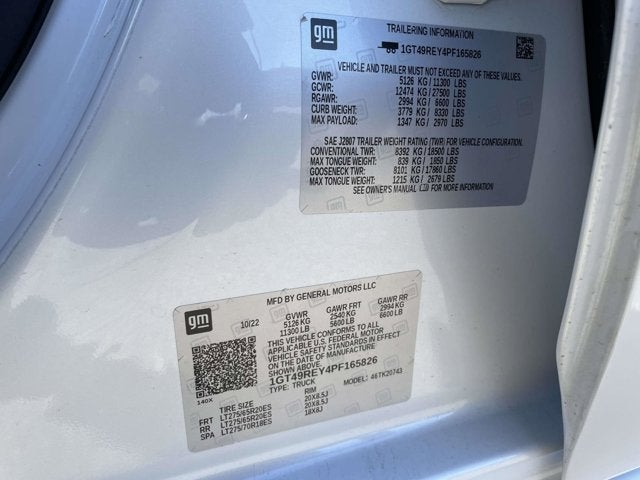 gm
TRAILERING INFORMATION
1GT49REY4PF165826
VEHICLE AND TRAILER MUST NOT EXCEED ANY OF THESE VALUES.
GVWR: 5126 KG / 11300 LBS
GCWR: 12474 KG / 27500 LBS
RGAWR: 2994 KG / 6600 LBS
CURB WEIGHT: 3779 KG / 8330 LBS
MAX PAYLOAD: 1347 KG / 2970 LBS
SAE J2807 TRAILER WEIGHT RATING (TWR) FOR VEHICLE CONFIGURATION.
CONVENTIONAL TWR: 8392 KG / 18500 LBS
MAX TONGUE WEIGHT: 839 KG / 1850 LBS
GOOSENECK TWR: 8101 KG / 17860 LBS
MAX TONGUE WEIGHT: 1215 KG / 2679 LBS
SEE OWNER'S MANUAL FOR MORE INFORMATION
gm
MFD BY GENERAL MOTORS LLC
10/22 GVWR GAWR FRT GAWR RR
5126 KG 2540 KG 2994 KG
11300 LB 5600 LB 6600 LB
THIS VEHICLE CONFORMS TO ALL
APPLICABLE U.S. FEDERAL MOTOR
VEHICLE SAFETY STANDARDS IN EFFECT
ON THE DATE OF MANUFACTURE
SHOWN ABOVE.
1GT49REY4PF165826
TYPE: TRUCK MODEL: 46TK20743
140X
TIRE SIZE RIM
FRT LT275/65R20ES 20X8.5J
RR LT275/65R20ES 20X8.5J
SPA LT275/70R18ES 18X8J